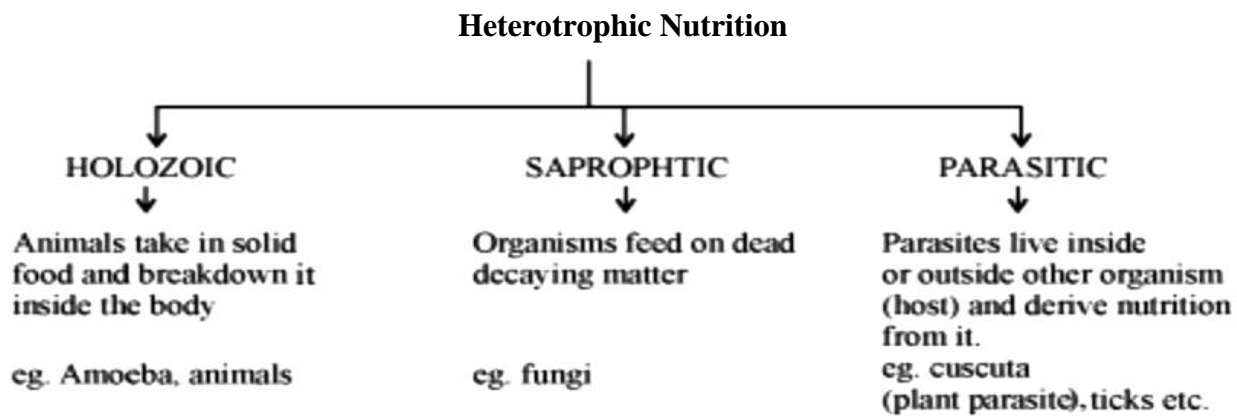 Heterotrophic Nutrition
HOLOZOIC
SAPROPHTIC
PARASITIC
Animals take in solid
food and breakdown it
inside the body
eg. Amoeba, animals
Organisms feed on dead
decaying matter
eg. fungi
Parasites live inside
or outside other organism
(host) and derive nutrition
from it.
eg. cuscuta
(plant parasite), ticks etc.